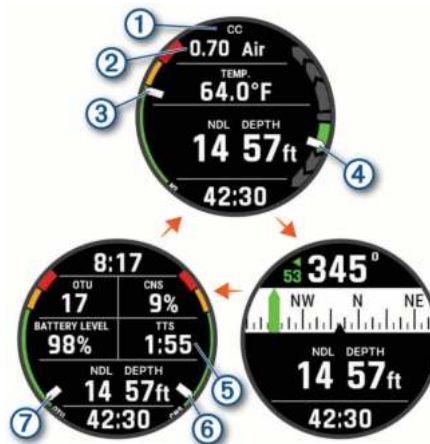 1
CC
2
0.70 Air
TEMP.
3
64.0°F
NDL DEPTH
14 57ft
4
42:30
8:17
OTU CNS
17 9%
BATTERY LEVEL TTS
98% 1:55
5
NDL DEPTH
14 57ft
7
6
OTU
CNS
42:30
53 345°
NW N NE
NDL DEPTH
14 57ft
42:30